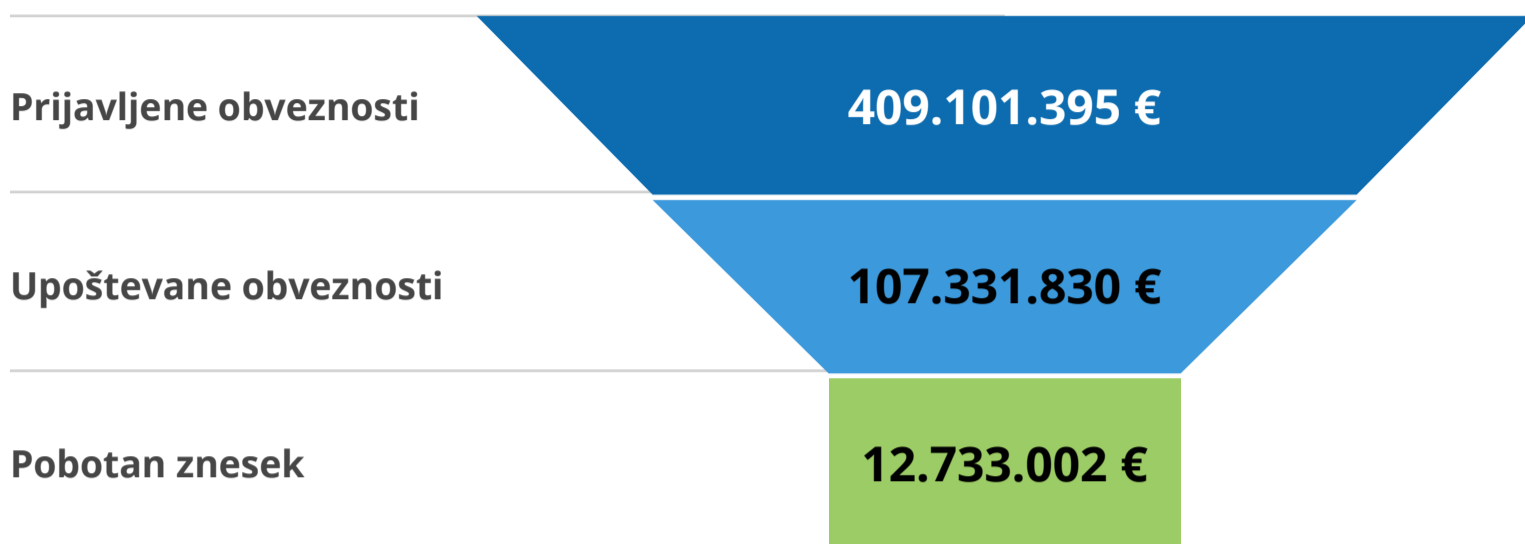 Prijavljene obveznosti 409.101.395 €
Upoštevane obveznosti 107.331.830 €
Pobotan znesek 12.733.002 €